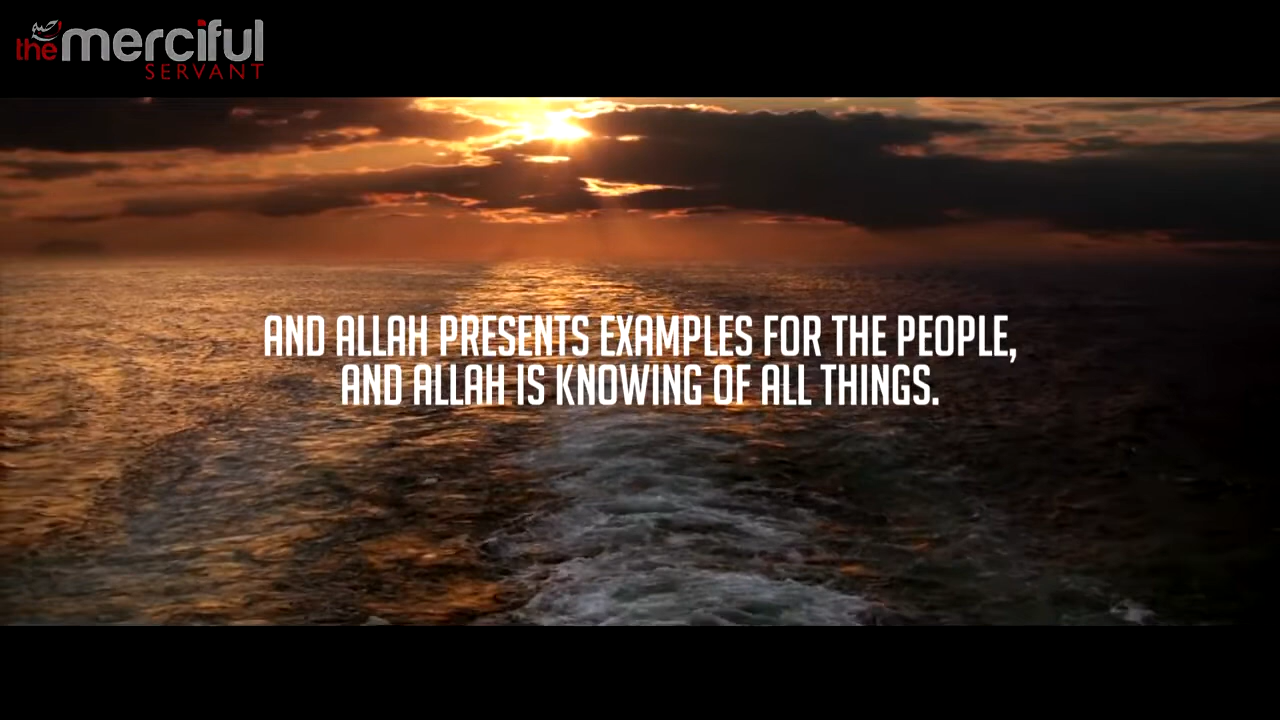 the merciful
SERVANT
AND ALLAH PRESENTS EXAMPLES FOR THE PEOPLE,
AND ALLAH IS KNOWING OF ALL THINGS.